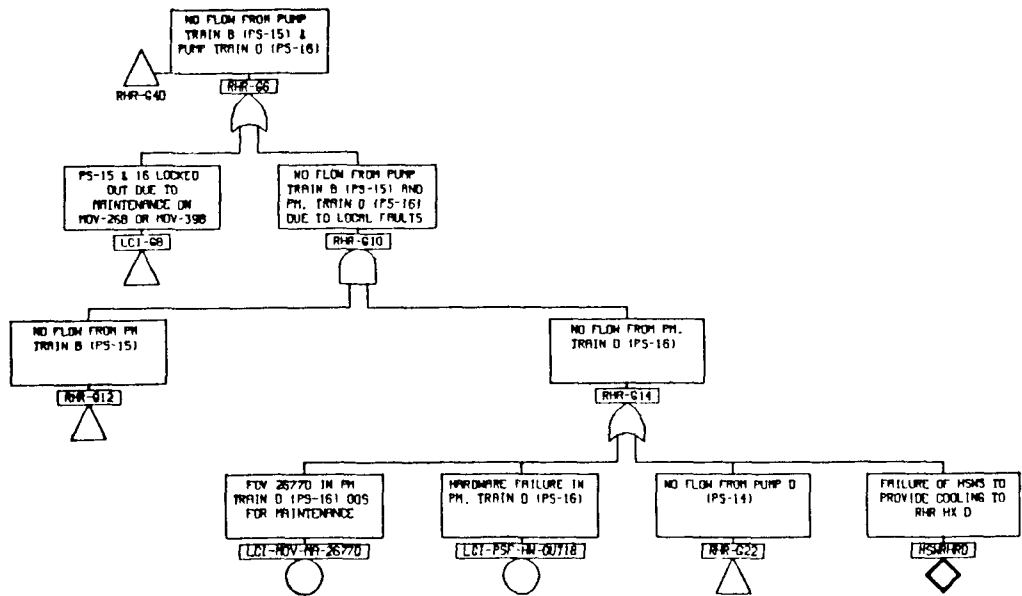 NO FLOW FROM PUMP
TRAIN B (PS-15) &
PUMP TRAIN D (PS-16)
RHR-G40
RHR-G6
PS-15 & 16 LOCKED
OUT DUE TO
MAINTENANCE ON
MOV-26B OR MOV-39B
LCI-G8
NO FLOW FROM PUMP
TRAIN B (PS-15) AND
PM. TRAIN D (PS-16)
DUE TO LOCAL FAULTS
RHR-G10
NO FLOW FROM PM
TRAIN B (PS-15)
RHR-G12
NO FLOW FROM PM.
TRAIN D (PS-16)
RHR-G14
FCV 2677D IN PM
TRAIN D (PS-16) OOS
FOR MAINTENANCE
LCI-MOV-MA-2677D
HARDWARE FAILURE IN
PM. TRAIN D (PS-16)
LCI-PSF-HW-OUT18
NO FLOW FROM PUMP D
(PS-14)
RHR-G22
FAILURE OF HSWS TO
PROVIDE COOLING TO
RHR HX D